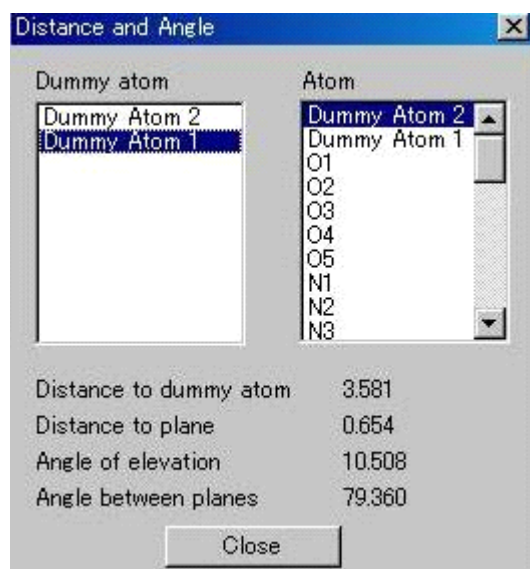 Distance and Angle
Dummy atom
Dummy Atom 2
Dummy Atom 1
Atom
Dummy Atom 2
Dummy Atom 1
O1
O2
O3
O4
O5
N1
N2
N3
Distance to dummy atom 3.581
Distance to plane 0.654
Angle of elevation 10.508
Angle between planes 79.360
Close